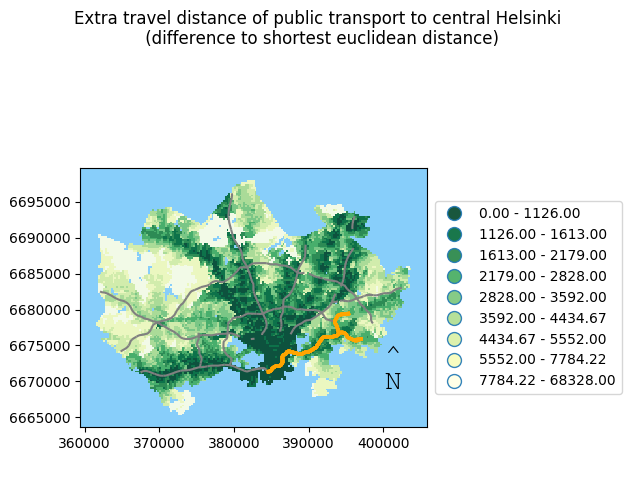 Extra travel distance of public transport to central Helsinki
(difference to shortest euclidean distance)
6695000
6690000
6685000
6680000
6675000
6670000
6665000
360000 370000 380000 390000 400000
^
N
0.00 - 1126.00
1126.00 - 1613.00
1613.00 - 2179.00
2179.00 - 2828.00
2828.00 - 3592.00
3592.00 - 4434.67
4434.67 - 5552.00
5552.00 - 7784.22
7784.22 - 68328.00